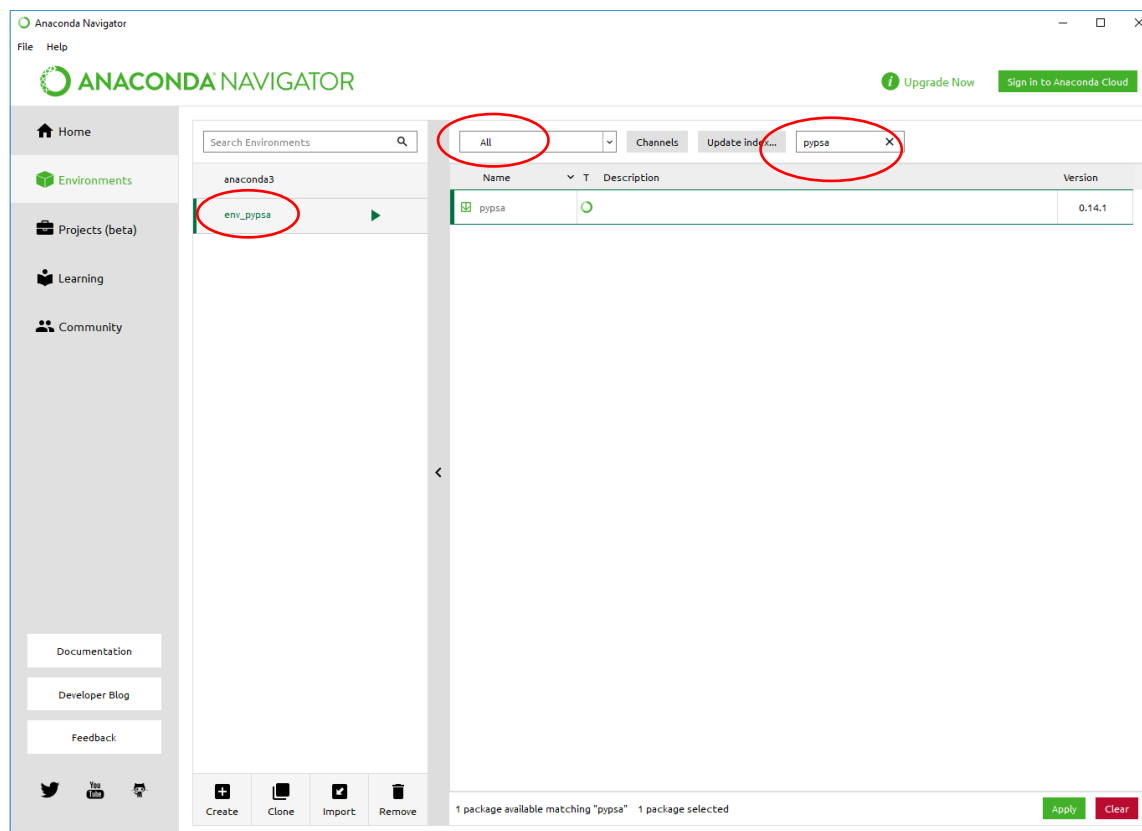 Anaconda Navigator
File Help
ANACONDA NAVIGATOR
i Upgrade Now Sign in to Anaconda Cloud
Home
Environments
Projects (beta)
Learning
Community
Documentation
Developer Blog
Feedback
You
Tube
Search Environments
anaconda3
env_pypsa
Create Clone Import Remove
All Channels Update index... pypsa
Name T Description Version
pypsa 0.14.1
1 package available matching "pypsa" 1 package selected
Apply Clear